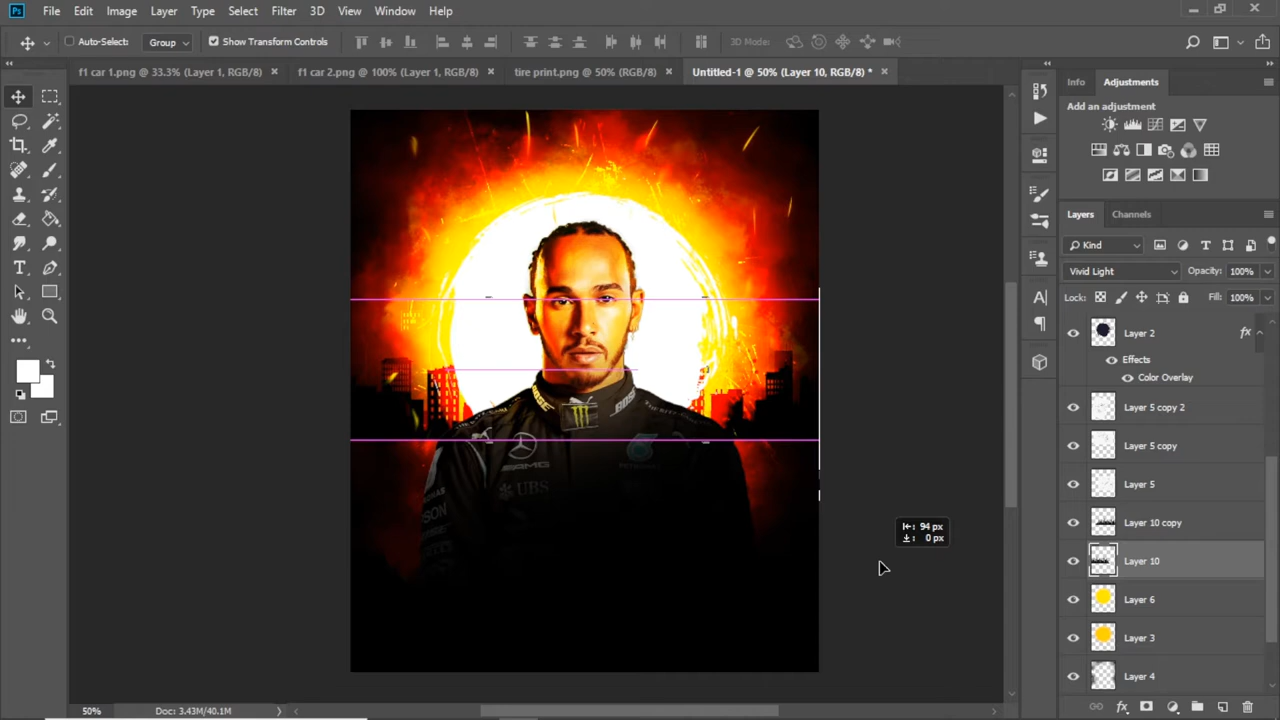 Ps File Edit Image Layer Type Select Filter 3D View Window Help
Auto-Select: Group Show Transform Controls 3D Mode:
f1 car 1.png @ 33.3% (Layer 1, RGB/8) × f1 car 2.png @ 100% (Layer 1, RGB/8) × tire print.png @ 50% (RGB/8) × Untitled-1 @ 50% (Layer 10, RGB/8) * ×
Info Adjustments
Add an adjustment
Layers Channels
Kind
Vivid Light Opacity: 100%
Lock: Fill: 100%
Layer 2 fx
Effects
Color Overlay
Layer 5 copy 2
Layer 5 copy
Layer 5
Layer 10 copy
Layer 10
Layer 6
Layer 3
Layer 4
BOSE BOSE
AMG
PETRONAS
UBS
: 94 px
: 0 px
50% Doc: 3.43M/40.1M